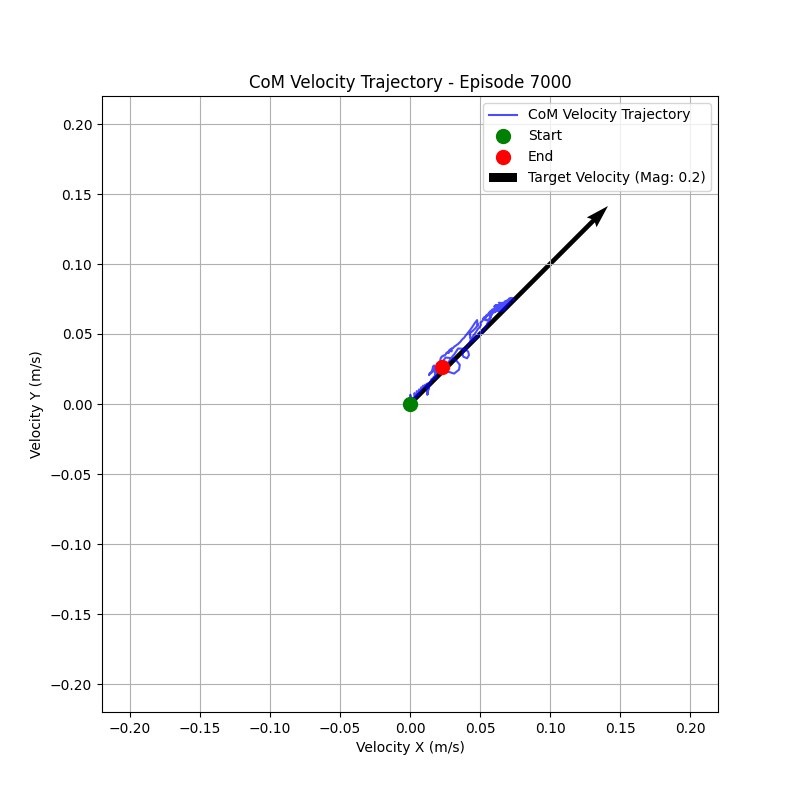 CoM Velocity Trajectory - Episode 7000
CoM Velocity Trajectory
Start
End
Target Velocity (Mag: 0.2)
0.20
0.15
0.10
0.05
0.00
−0.05
−0.10
−0.15
−0.20
Velocity Y (m/s)
−0.20 −0.15 −0.10 −0.05 0.00 0.05 0.10 0.15 0.20
Velocity X (m/s)